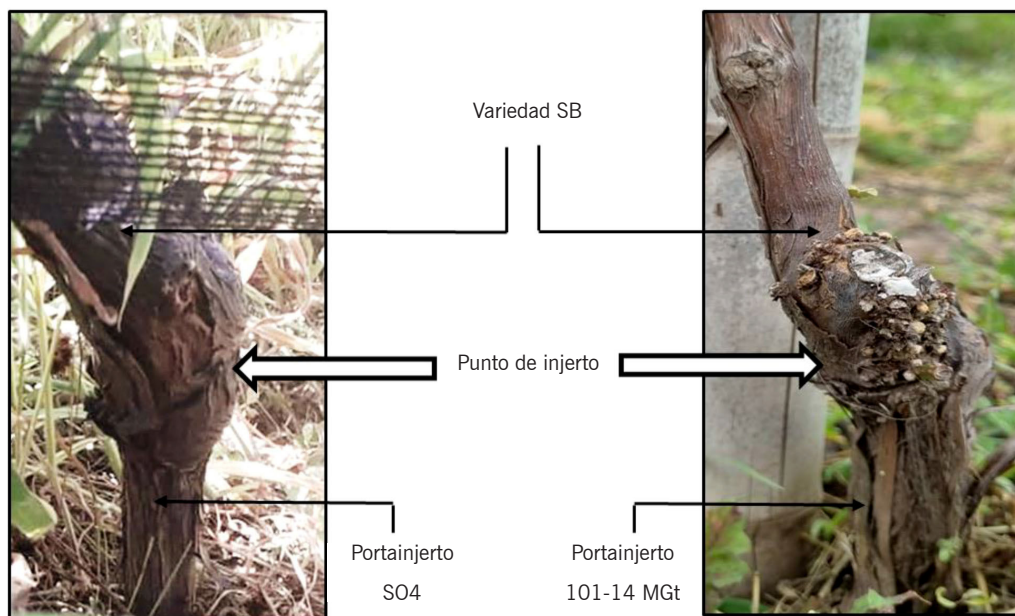 Variedad SB
Punto de injerto
Portainjerto
SO4
Portainjerto
101-14 MGt